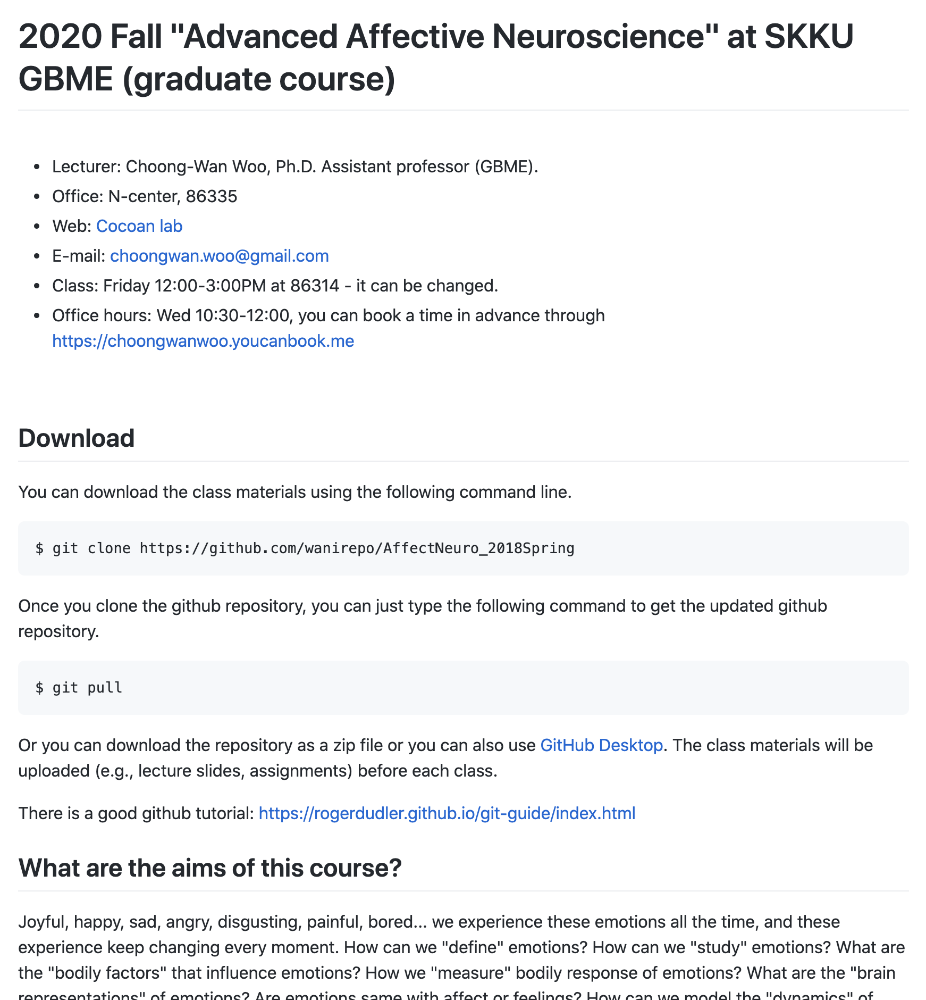 2020 Fall "Advanced Affective Neuroscience" at SKKU
GBME (graduate course)
• Lecturer: Choong-Wan Woo, Ph.D. Assistant professor (GBME).
• Office: N-center, 86335
• Web: Cocoan lab
• E-mail: choongwan.woo@gmail.com
• Class: Friday 12:00-3:00PM at 86314 - it can be changed.
• Office hours: Wed 10:30-12:00, you can book a time in advance through
https://choongwanwoo.youcanbook.me
Download
You can download the class materials using the following command line.
$ git clone https://github.com/wanirepo/AffectNeuro_2018Spring
Once you clone the github repository, you can just type the following command to get the updated github
repository.
$ git pull
Or you can download the repository as a zip file or you can also use GitHub Desktop. The class materials will be
uploaded (e.g., lecture slides, assignments) before each class.
There is a good github tutorial: https://rogerdudler.github.io/git-guide/index.html
What are the aims of this course?
Joyful, happy, sad, angry, disgusting, painful, bored... we experience these emotions all the time, and these
experience keep changing every moment. How can we "define" emotions? How can we "study" emotions? What are
the "bodily factors" that influence emotions? How we "measure" bodily response of emotions? What are the "brain
representations" of emotions? Are emotions same with affect or feelings? How can we model the "dynamics" of